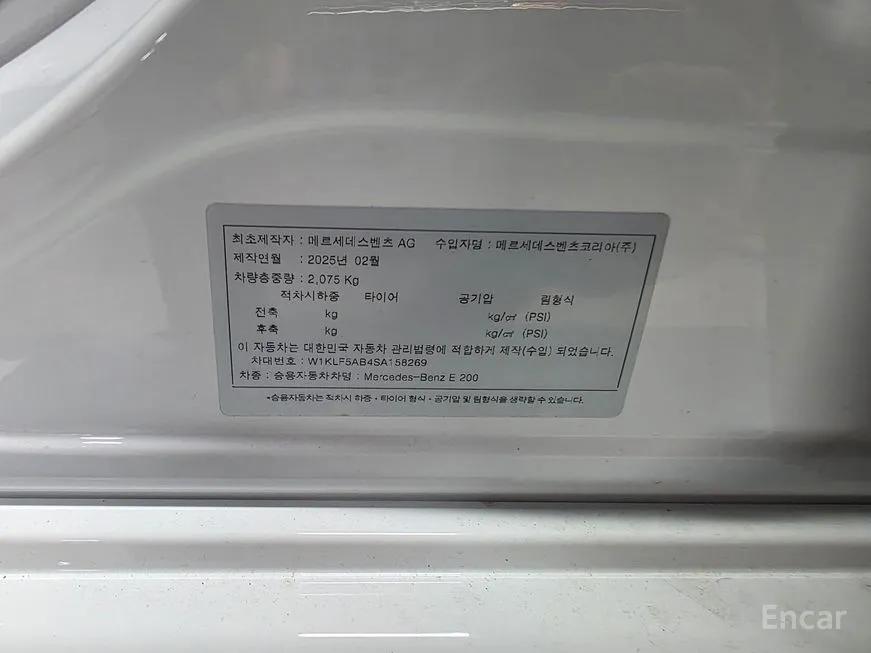 최초제작자 : 메르세데스벤츠 AG 수입자명 : 메르세데스벤츠코리아(주)
제작연월 : 2025년 02월
차량총중량 : 2,075 Kg
적차시하중 타이어 공기압 림형식
전축 kg kg/㎠ (PSI)
후축 kg kg/㎠ (PSI)
이 자동차는 대한민국 자동차 관리법령에 적합하게 제작(수입) 되었습니다.
차대번호 : W1KLF5AB4SA158269
차종 : 승용자동차차명 : Mercedes-Benz E 200
*승용자동차는 적차시 하중・타이어 형식・공기압 및 림형식을 생략할 수 있습니다.
Encar